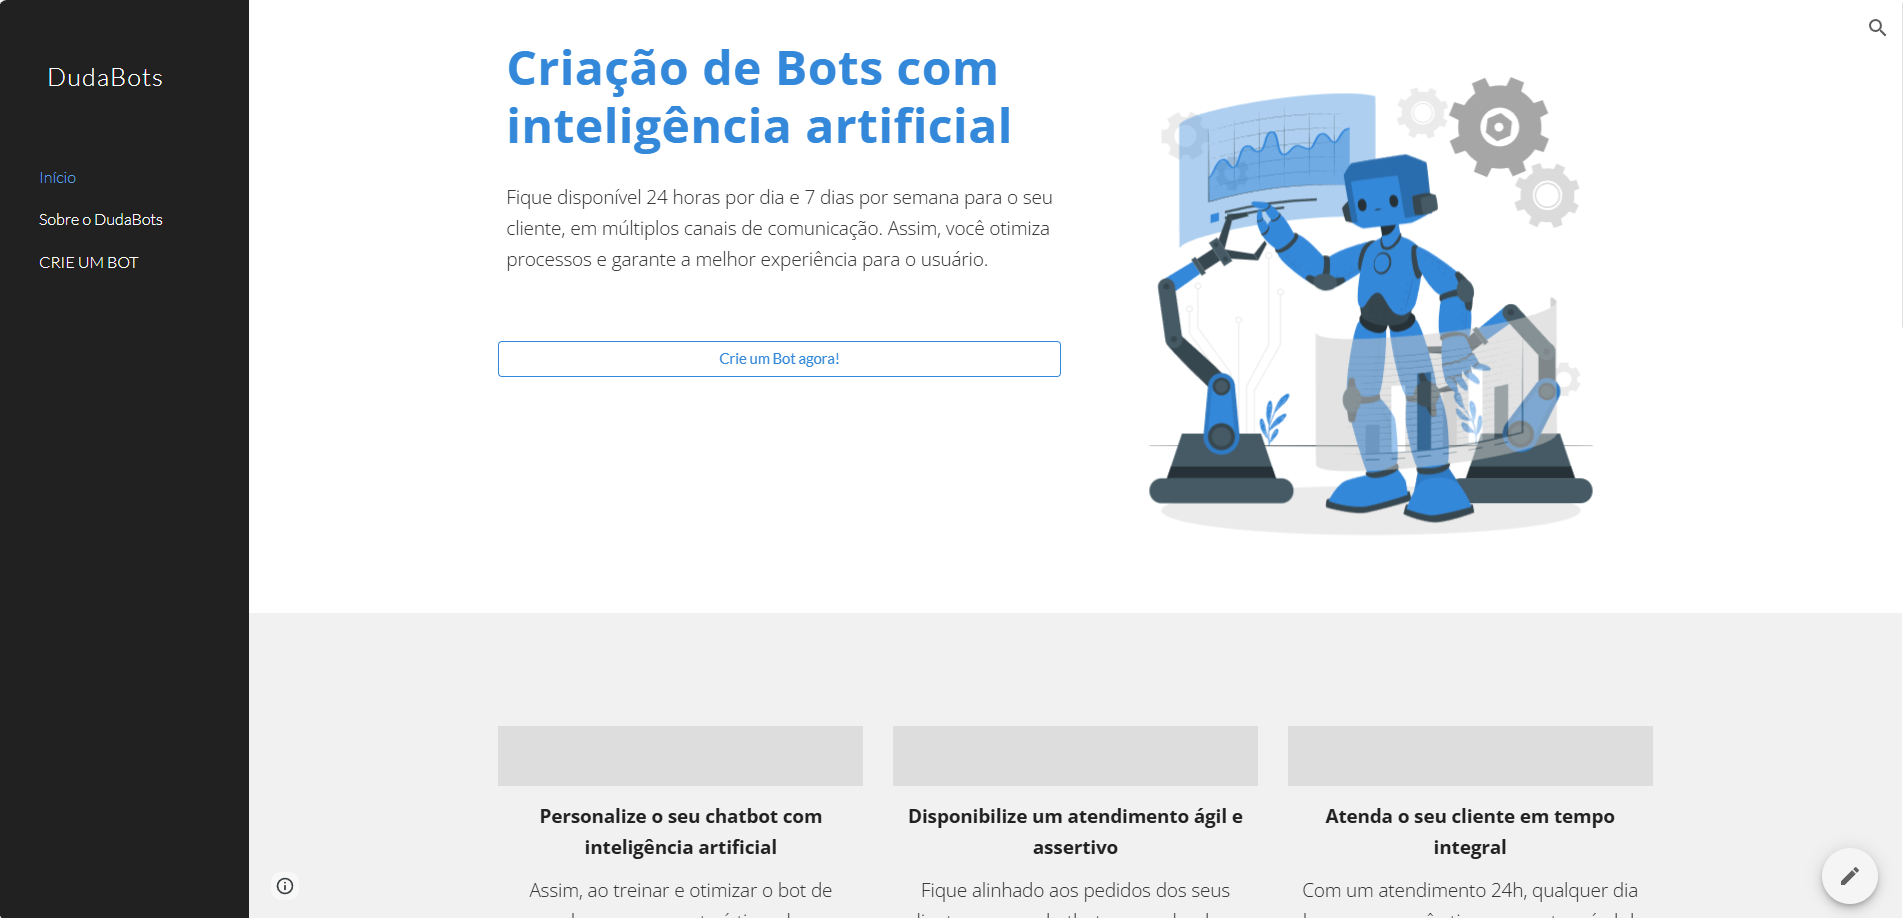 DudaBots
Início
Sobre o DudaBots
CRIE UM BOT
Criação de Bots com
inteligência artificial
Fique disponível 24 horas por dia e 7 dias por semana para o seu
cliente, em múltiplos canais de comunicação. Assim, você otimiza
processos e garante a melhor experiência para o usuário.
Crie um Bot agora!
Personalize o seu chatbot com
inteligência artificial
Assim, ao treinar e otimizar o bot de
Disponibilize um atendimento ágil e
assertivo
Fique alinhado aos pedidos dos seus
Atenda o seu cliente em tempo
integral
Com um atendimento 24h, qualquer dia